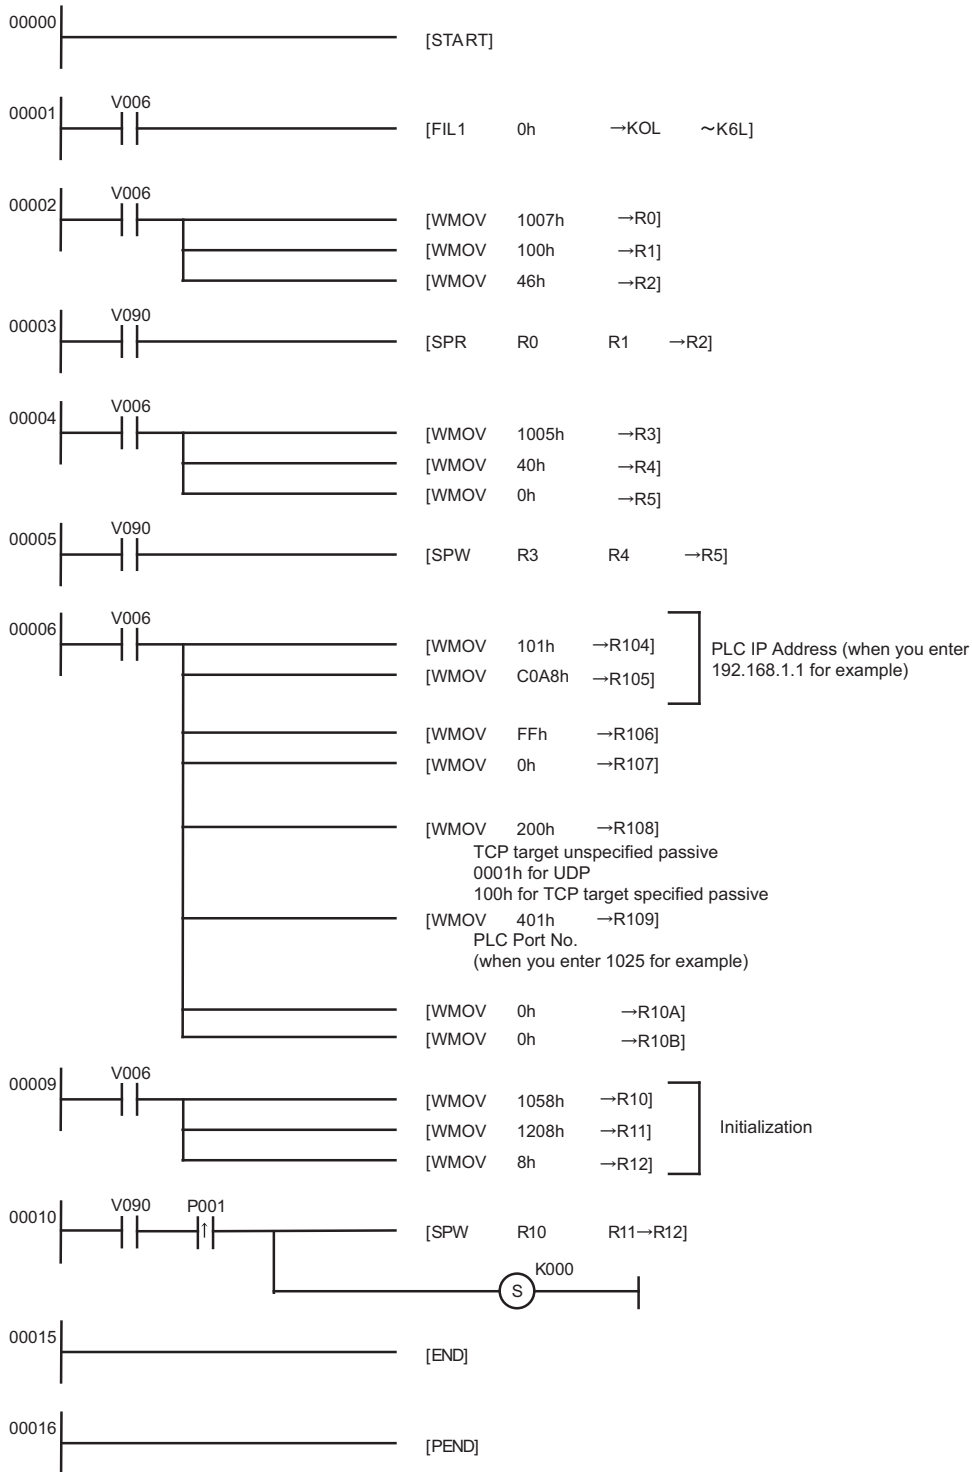 00000
[START]
V006
00001
[FIL1 0h →KOL ～K6L]
V006
00002
[WMOV 1007h →R0]
[WMOV 100h →R1]
[WMOV 46h →R2]
V090
00003
[SPR R0 R1 →R2]
V006
00004
[WMOV 1005h →R3]
[WMOV 40h →R4]
[WMOV 0h →R5]
V090
00005
[SPW R3 R4 →R5]
V006
00006
[WMOV 101h →R104]
[WMOV C0A8h →R105]
PLC IP Address (when you enter
192.168.1.1 for example)
[WMOV FFh →R106]
[WMOV 0h →R107]
[WMOV 200h →R108]
TCP target unspecified passive
0001h for UDP
100h for TCP target specified passive
[WMOV 401h →R109]
PLC Port No.
(when you enter 1025 for example)
[WMOV 0h →R10A]
[WMOV 0h →R10B]
V006
00009
[WMOV 1058h →R10]
[WMOV 1208h →R11]
[WMOV 8h →R12]
Initialization
V090 P001
00010
↑
[SPW R10 R11→R12]
K000
S
00015
[END]
00016
[PEND]